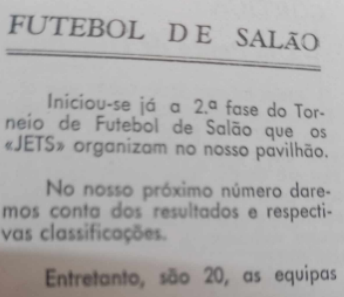 FUTEBOL DE SALÃO
Iniciou-se já a 2.ª fase do Tor-
neio de Futebol de Salão que os
«JETS» organizam no nosso pavilhão.
No nosso próximo número dare-
mos conta dos resultados e respecti-
vas classificações.
Entretanto, são 20, as equipas